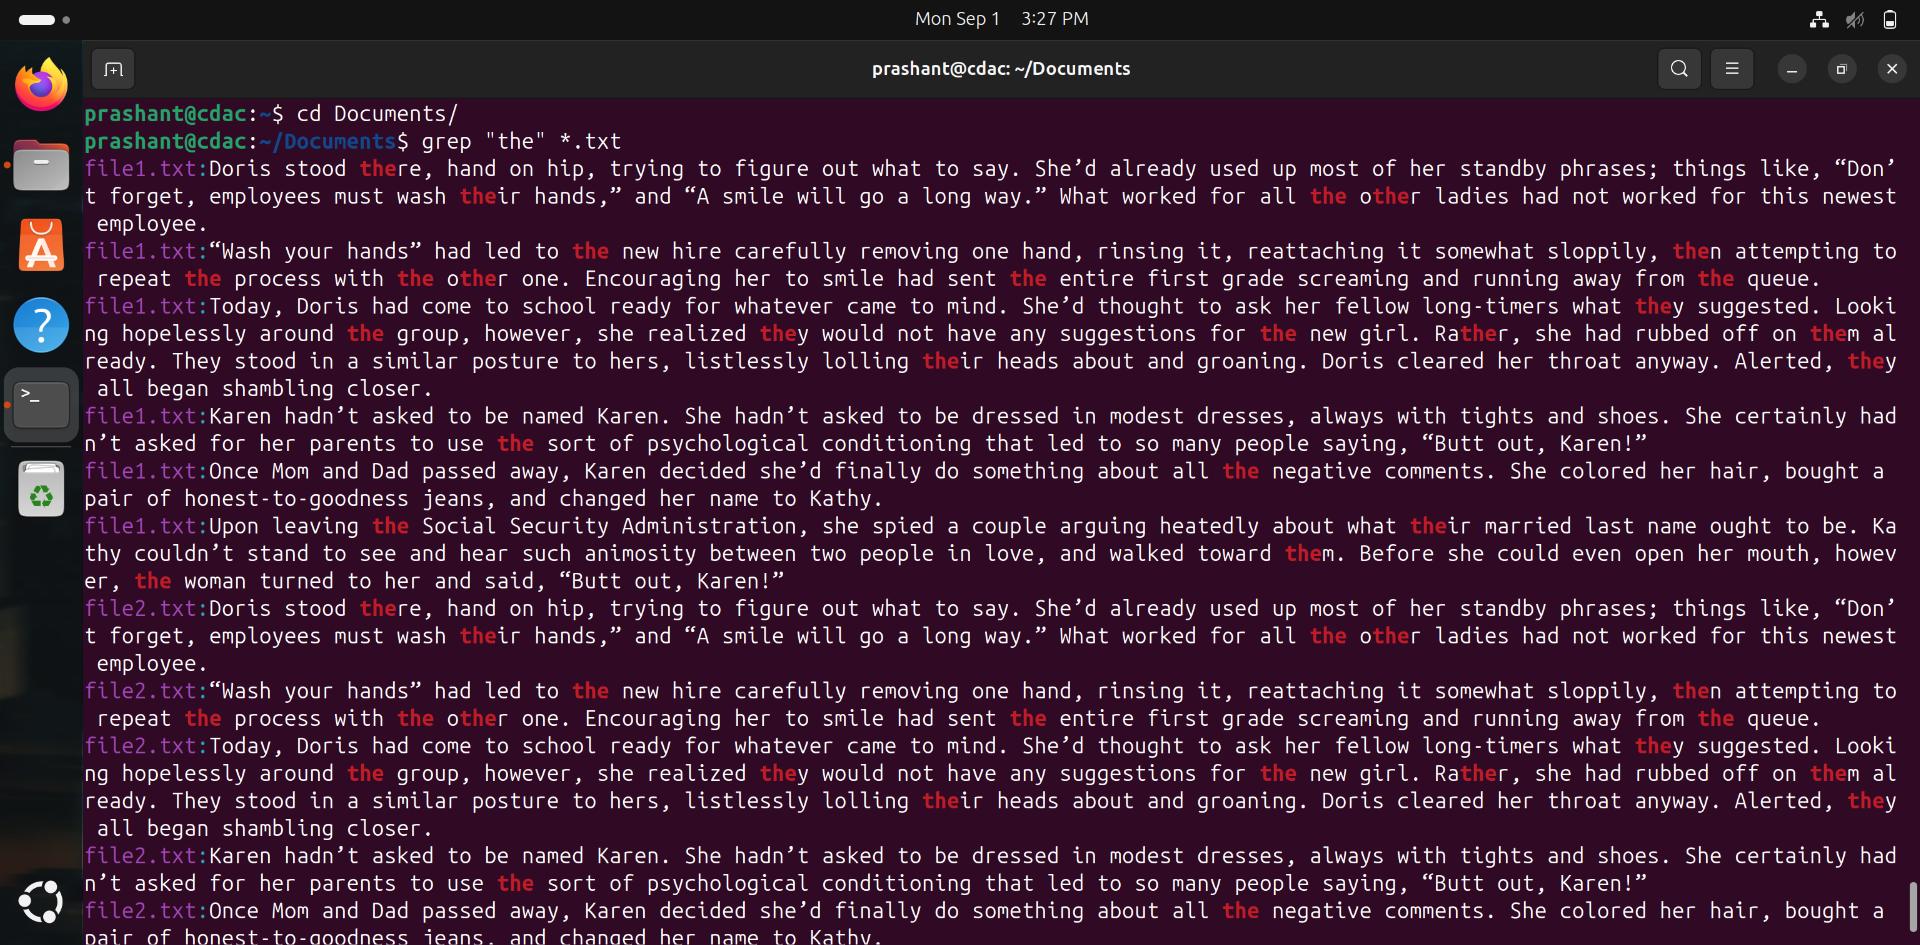 Mon Sep 1 3:27 PM
prashant@cdac: ~/Documents
prashant@cdac:~$ cd Documents/
prashant@cdac:~/Documents$ grep "the" *.txt
file1.txt:Doris stood there, hand on hip, trying to figure out what to say. She’d already used up most of her standby phrases; things like, “Don’
t forget, employees must wash their hands,” and “A smile will go a long way.” What worked for all the other ladies had not worked for this newest
employee.
file1.txt:“Wash your hands” had led to the new hire carefully removing one hand, rinsing it, reattaching it somewhat sloppily, then attempting to
repeat the process with the other one. Encouraging her to smile had sent the entire first grade screaming and running away from the queue.
file1.txt:Today, Doris had come to school ready for whatever came to mind. She’d thought to ask her fellow long-timers what they suggested. Looki
ng hopelessly around the group, however, she realized they would not have any suggestions for the new girl. Rather, she had rubbed off on them al
ready. They stood in a similar posture to hers, listlessly lolling their heads about and groaning. Doris cleared her throat anyway. Alerted, they
all began shambling closer.
file1.txt:Karen hadn’t asked to be named Karen. She hadn’t asked to be dressed in modest dresses, always with tights and shoes. She certainly had
n’t asked for her parents to use the sort of psychological conditioning that led to so many people saying, “Butt out, Karen!”
file1.txt:Once Mom and Dad passed away, Karen decided she’d finally do something about all the negative comments. She colored her hair, bought a
pair of honest-to-goodness jeans, and changed her name to Kathy.
file1.txt:Upon leaving the Social Security Administration, she spied a couple arguing heatedly about what their married last name ought to be. Ka
thy couldn’t stand to see and hear such animosity between two people in love, and walked toward them. Before she could even open her mouth, howev
er, the woman turned to her and said, “Butt out, Karen!”
file2.txt:Doris stood there, hand on hip, trying to figure out what to say. She’d already used up most of her standby phrases; things like, “Don’
t forget, employees must wash their hands,” and “A smile will go a long way.” What worked for all the other ladies had not worked for this newest
employee.
file2.txt:“Wash your hands” had led to the new hire carefully removing one hand, rinsing it, reattaching it somewhat sloppily, then attempting to
repeat the process with the other one. Encouraging her to smile had sent the entire first grade screaming and running away from the queue.
file2.txt:Today, Doris had come to school ready for whatever came to mind. She’d thought to ask her fellow long-timers what they suggested. Looki
ng hopelessly around the group, however, she realized they would not have any suggestions for the new girl. Rather, she had rubbed off on them al
ready. They stood in a similar posture to hers, listlessly lolling their heads about and groaning. Doris cleared her throat anyway. Alerted, they
all began shambling closer.
file2.txt:Karen hadn’t asked to be named Karen. She hadn’t asked to be dressed in modest dresses, always with tights and shoes. She certainly had
n’t asked for her parents to use the sort of psychological conditioning that led to so many people saying, “Butt out, Karen!”
file2.txt:Once Mom and Dad passed away, Karen decided she’d finally do something about all the negative comments. She colored her hair, bought a
pair of honest-to-goodness jeans, and changed her name to Kathy.